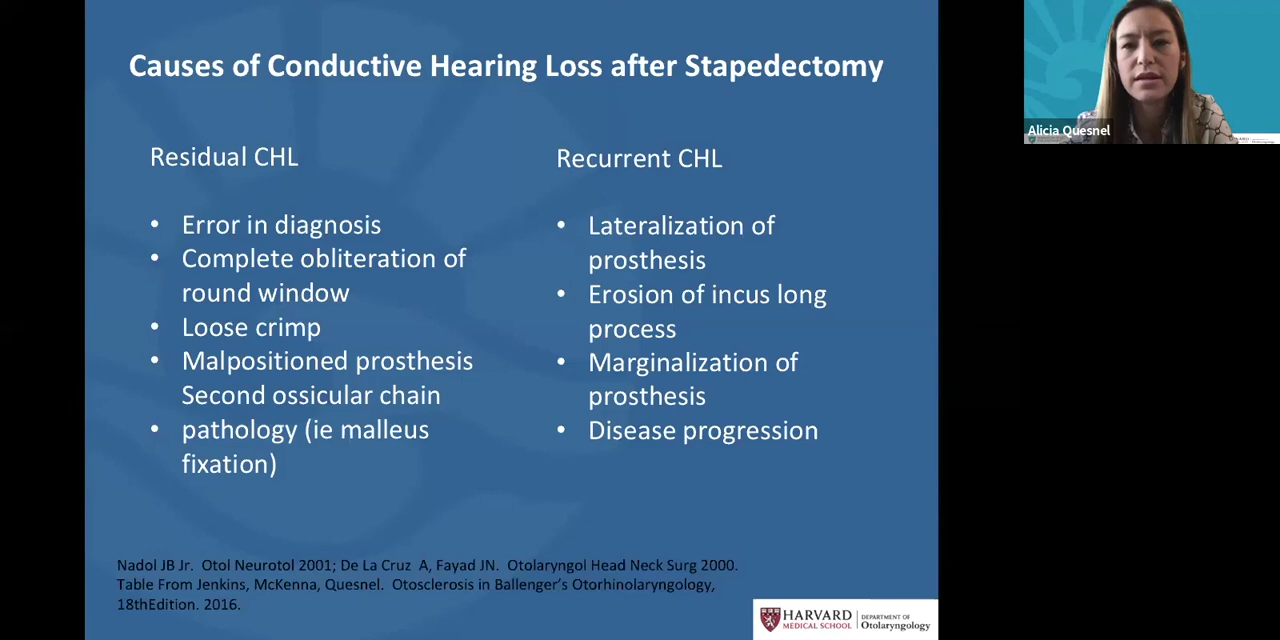 Causes of Conductive Hearing Loss after Stapedectomy
Residual CHL
• Error in diagnosis
• Complete obliteration of
round window
• Loose crimp
• Malpositioned prosthesis
Second ossicular chain
• pathology (ie malleus
fixation)
Recurrent CHL
• Lateralization of
prosthesis
• Erosion of incus long
process
• Marginalization of
prosthesis
• Disease progression
Nadol JB Jr. Otol Neurotol 2001; De La Cruz A, Fayad JN. Otolaryngol Head Neck Surg 2000.
Table From Jenkins, McKenna, Quesnel. Otosclerosis in Ballenger's Otorhinolaryngology,
18thEdition. 2016.
HARVARD
MEDICAL SCHOOL
DEPARTMENT OF
Otolaryngology
Alicia Quesnel